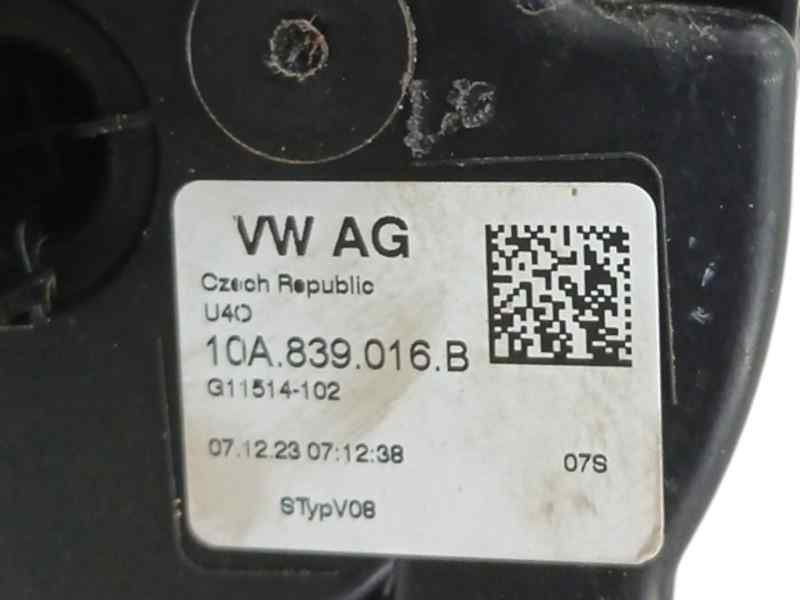 VW AG
Czech Republic
U4O
10A.839.016.B
G11514-102
07.12.23 07:12:38
07S
STypV08